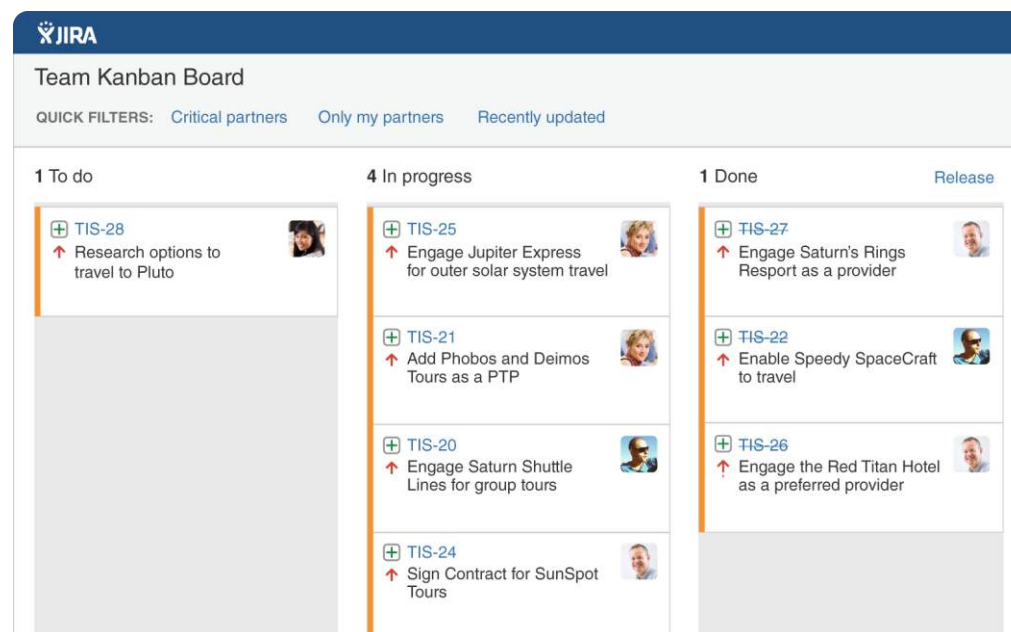 JIRA
Team Kanban Board
QUICK FILTERS: Critical partners Only my partners Recently updated
1 To do
TIS-28
Research options to
travel to Pluto
4 In progress
TIS-25
Engage Jupiter Express
for outer solar system travel
TIS-21
Add Phobos and Deimos
Tours as a PTP
TIS-20
Engage Saturn Shuttle
Lines for group tours
TIS-24
Sign Contract for SunSpot
Tours
1 Done Release
TIS-27
Engage Saturn's Rings
Resport as a provider
TIS-22
Enable Speedy SpaceCraft
to travel
TIS-26
Engage the Red Titan Hotel
as a preferred provider